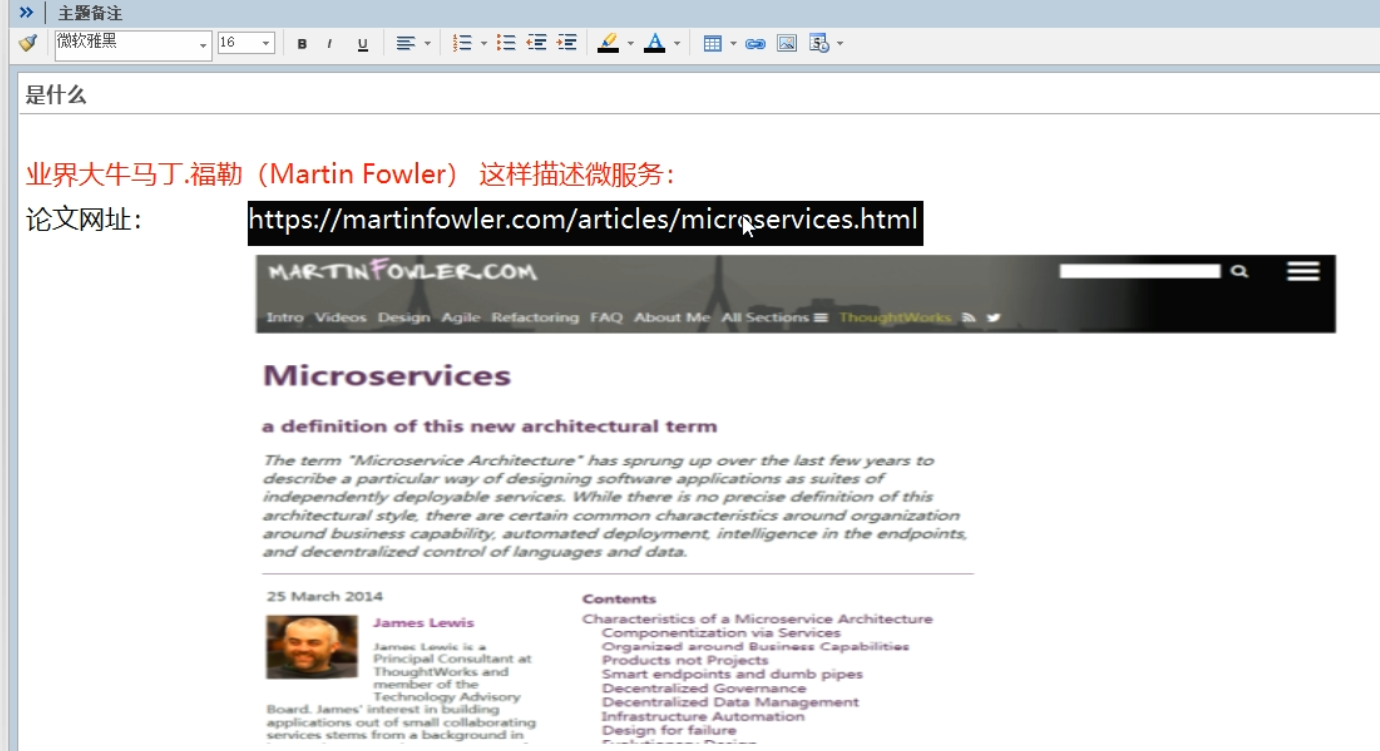 主题备注
微软雅黑
16
B I U
是什么
业界大牛马丁.福勒（Martin Fowler） 这样描述微服务：
论文网址： https://martinfowler.com/articles/microservices.html
MARTINFOWLER.COM
Intro Videos Design Agile Refactoring FAQ About Me All Sections ThoughtWorks
Microservices
a definition of this new architectural term
The term "Microservice Architecture" has sprung up over the last few years to
describe a particular way of designing software applications as suites of
independently deployable services. While there is no precise definition of this
architectural style, there are certain common characteristics around organization
around business capability, automated deployment, intelligence in the endpoints,
and decentralized control of languages and data.
25 March 2014
James Lewis
James Lewis is a
Principal Consultant at
ThoughtWorks and
member of the
Technology Advisory
Board. James' interest in building
applications out of small collaborating
services stems from a background in
Contents
Characteristics of a Microservice Architecture
Componentization via Services
Organized around Business Capabilities
Products not Projects
Smart endpoints and dumb pipes
Decentralized Governance
Decentralized Data Management
Infrastructure Automation
Design for failure